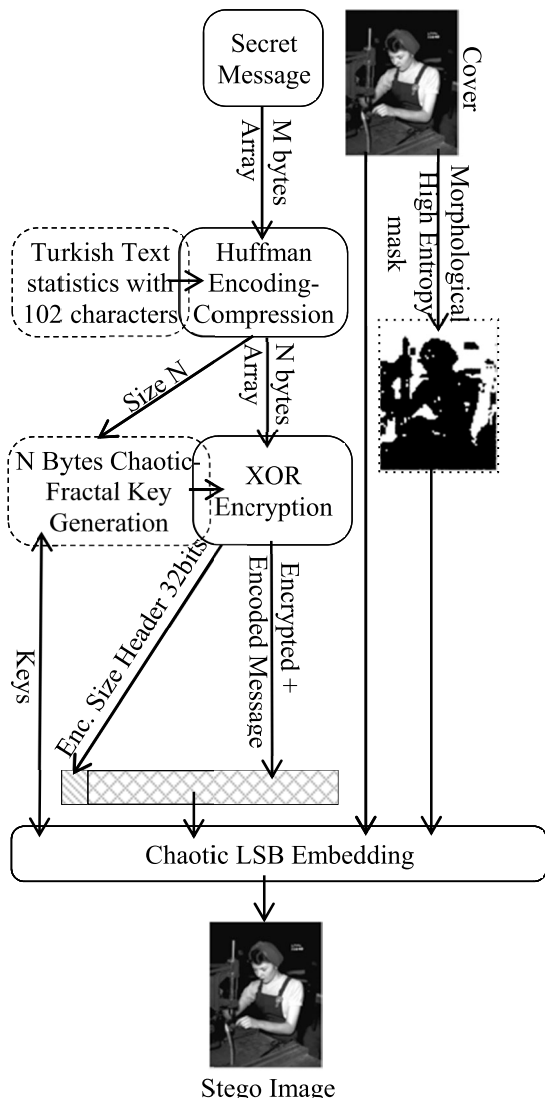 Secret
Message
Cover
M bytes
Array
Morphological
High Entropy
mask
Turkish Text
statistics with
102 characters
Huffman
Encoding-
Compression
Size N
N bytes
Array
N Bytes Chaotic-
Fractal Key
Generation
XOR
Encryption
Keys
Enc. Size Header 32bits
Encrypted +
Encoded Message
Chaotic LSB Embedding
Stego Image